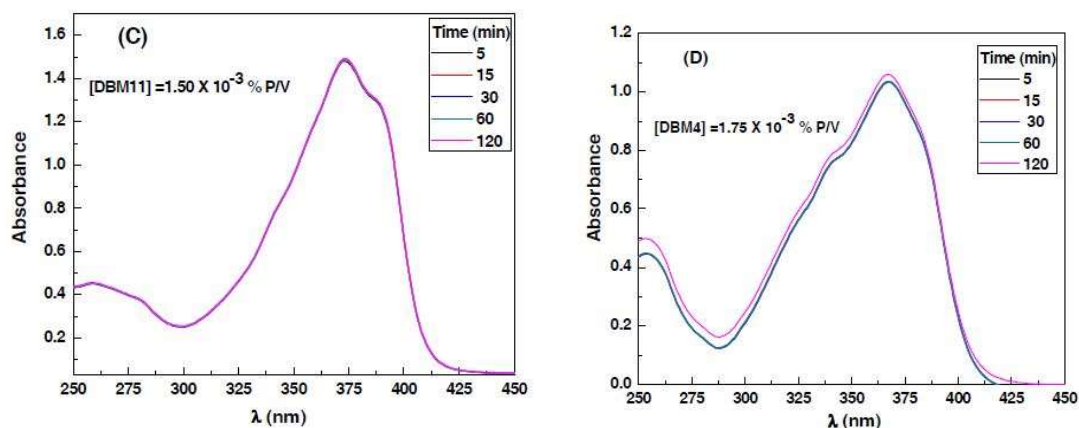 (C)
Time (min)
5
15
30
60
120
[DBM11] =1.50 X 10⁻³ % P/V
1.6
1.4
1.2
1.0
0.8
0.6
0.4
0.2
Absorbance
250 275 300 325 350 375 400 425 450
λ (nm)
(D)
Time (min)
5
15
30
60
120
[DBM4] =1.75 X 10⁻³ % P/V
1.2
1.0
0.8
0.6
0.4
0.2
0.0
Absorbance
250 275 300 325 350 375 400 425 450
λ (nm)